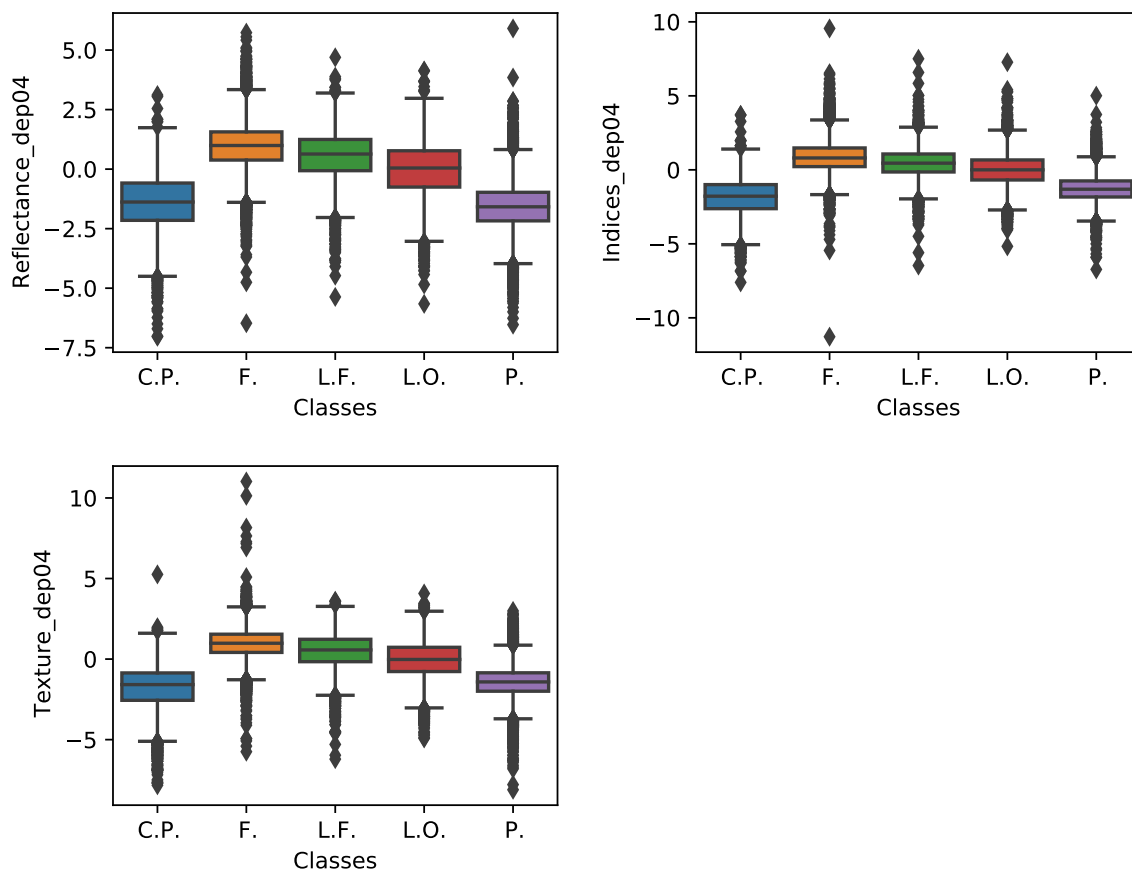 Reflectance_dep04
5.0
2.5
0.0
−2.5
−5.0
−7.5
C.P. F. L.F. L.O. P.
Classes
Indices_dep04
10
5
0
−5
−10
C.P. F. L.F. L.O. P.
Classes
Texture_dep04
10
5
0
−5
C.P. F. L.F. L.O. P.
Classes